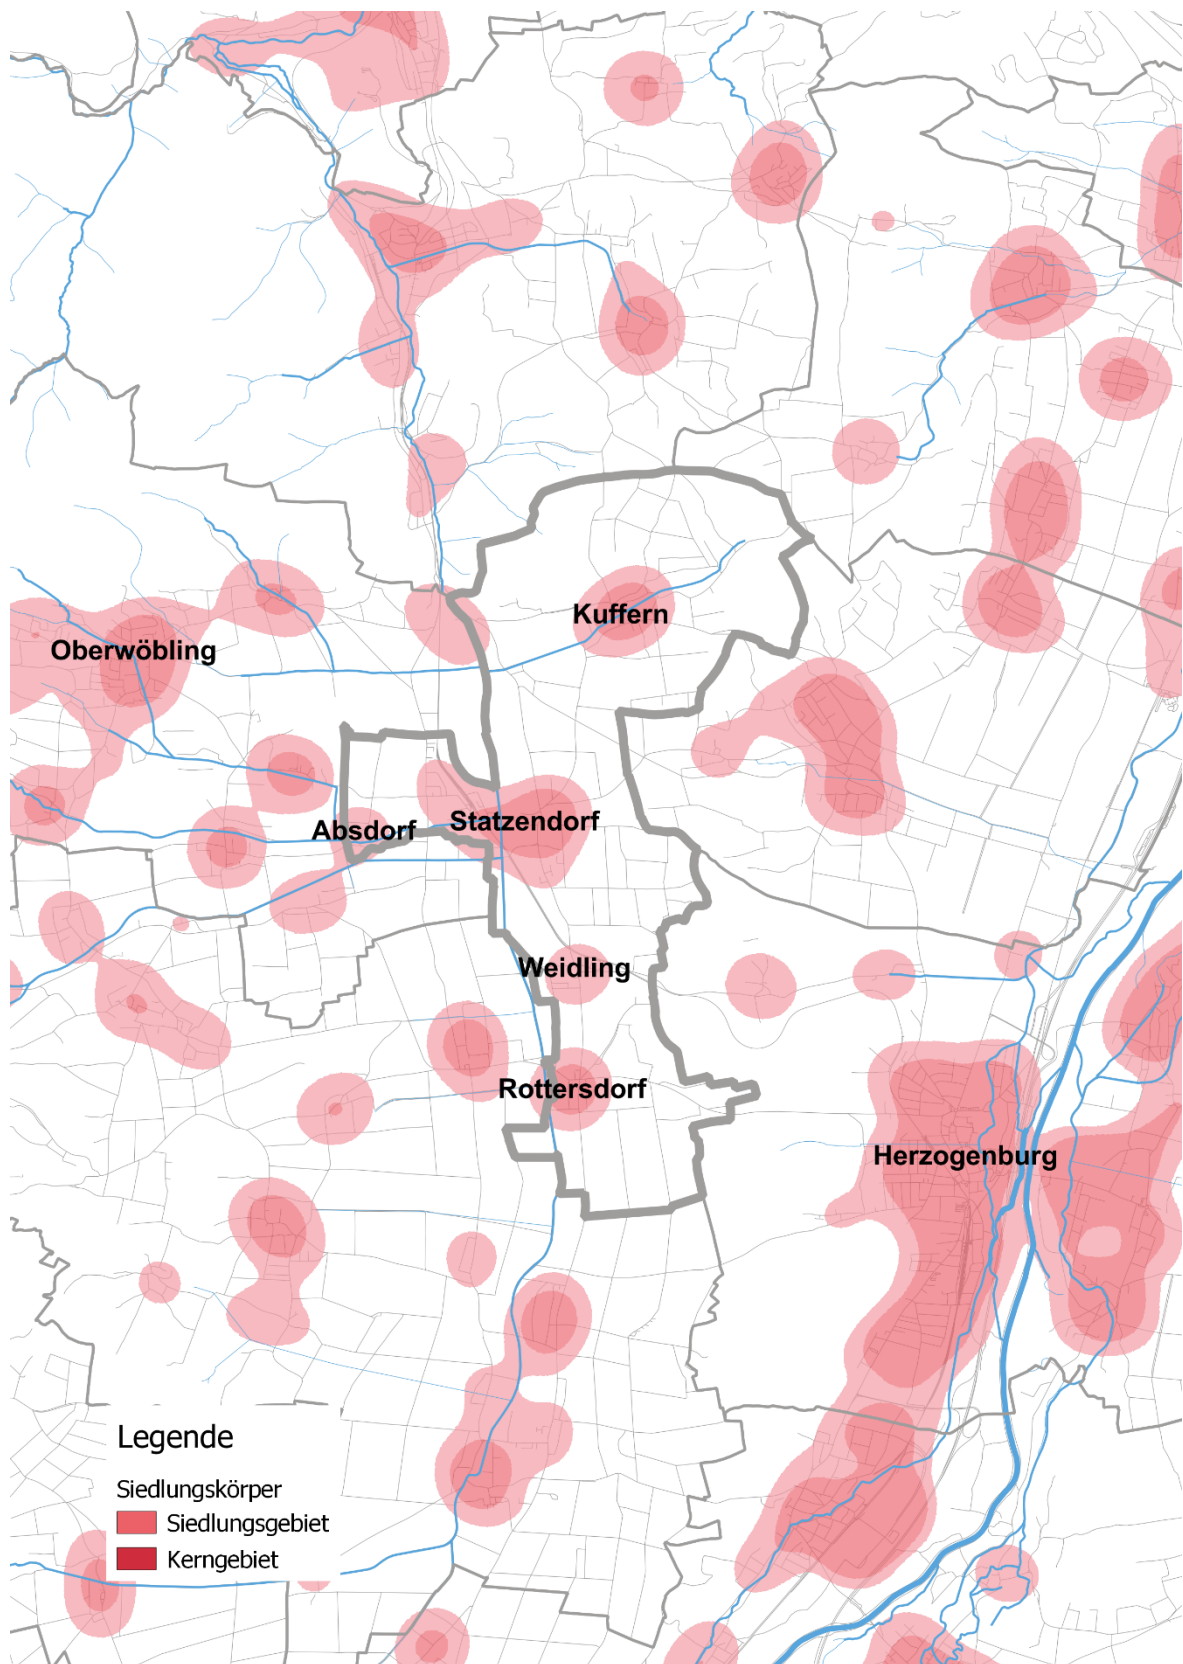 Kuffern
Oberwöbling
Absdorf
Statzendorf
Weidling
Rottersdorf
Herzogenburg
Legende
Siedlungskörper
Siedlungsgebiet
Kerngebiet